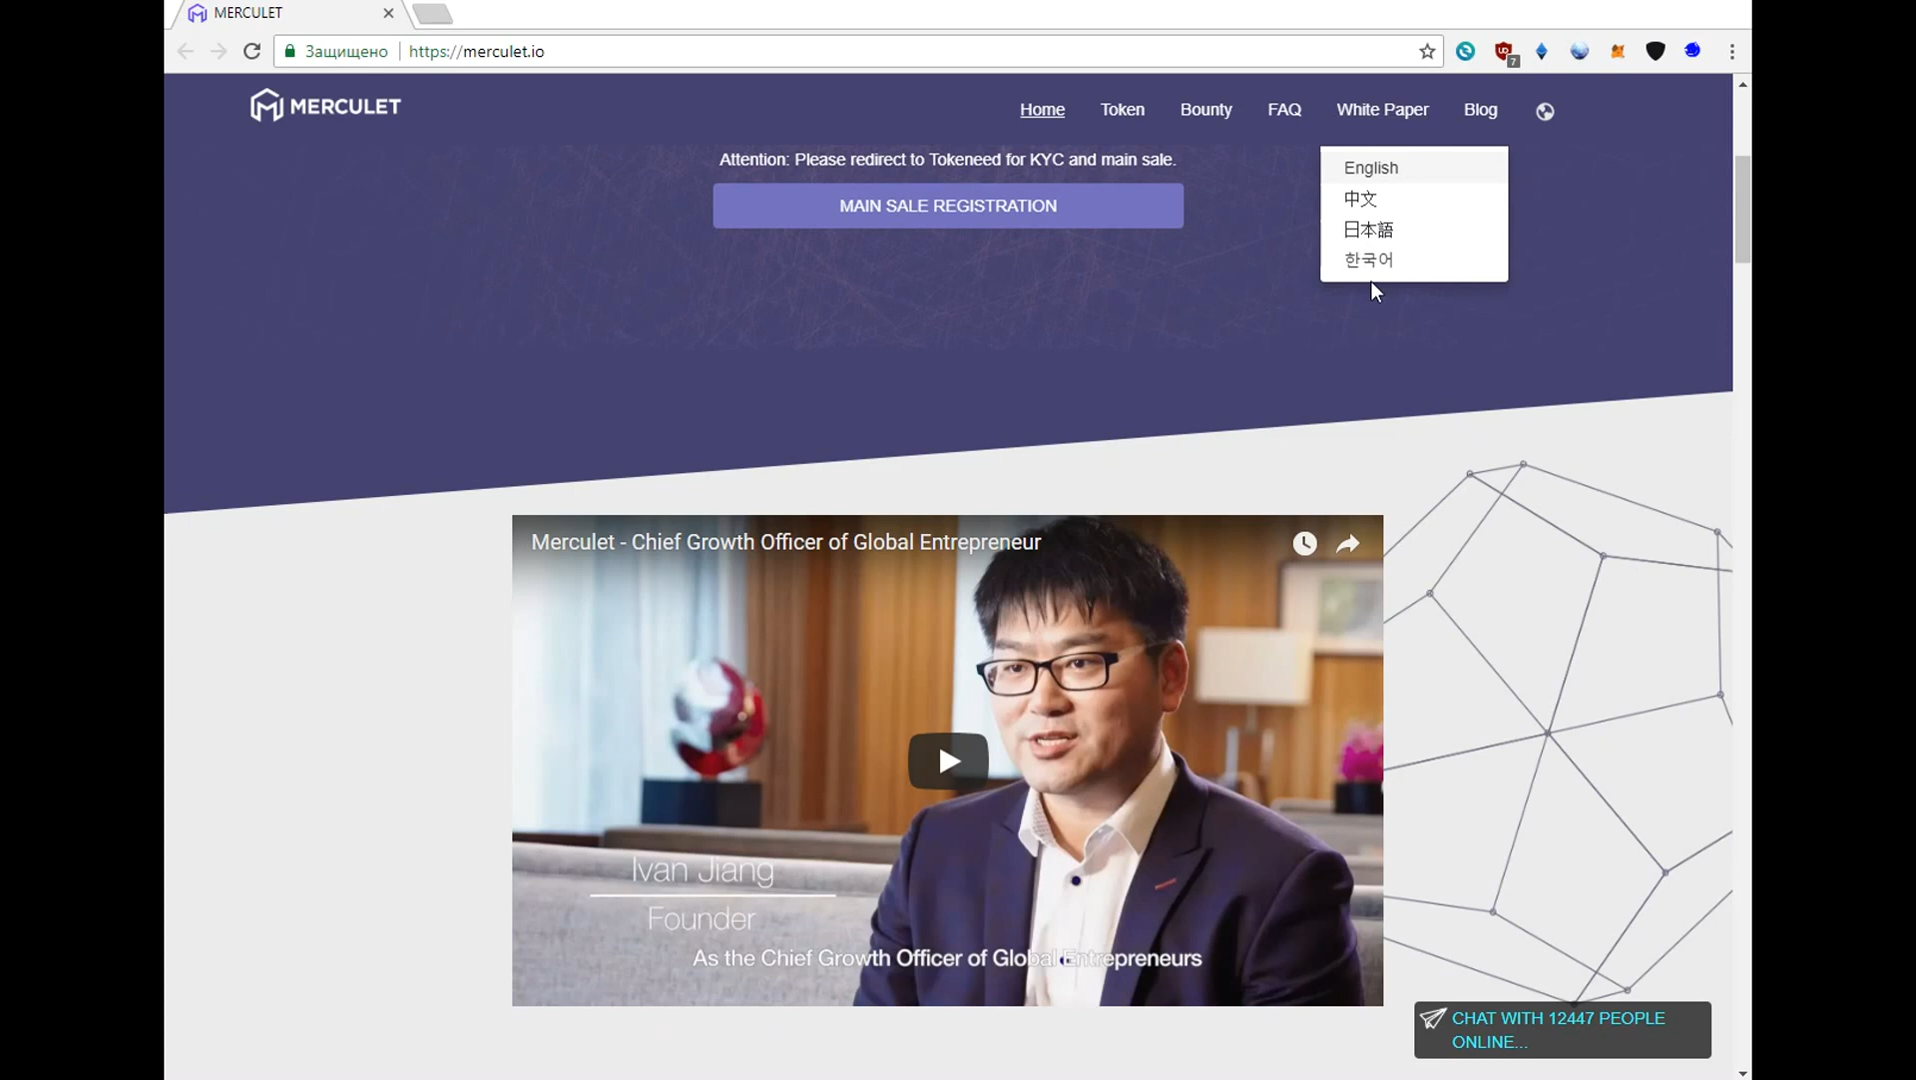 MERCULET
Защищено
https://merculet.io
7
MERCULET
Home
Token
Bounty
FAQ
White Paper
Blog
Attention: Please redirect to Tokeneed for KYC and main sale.
MAIN SALE REGISTRATION
English
中文
日本語
한국어
Merculet - Chief Growth Officer of Global Entrepreneur
Ivan Jiang
Founder
As the Chief Growth Officer of Global Entrepreneurs
CHAT WITH 12447 PEOPLE
ONLINE...